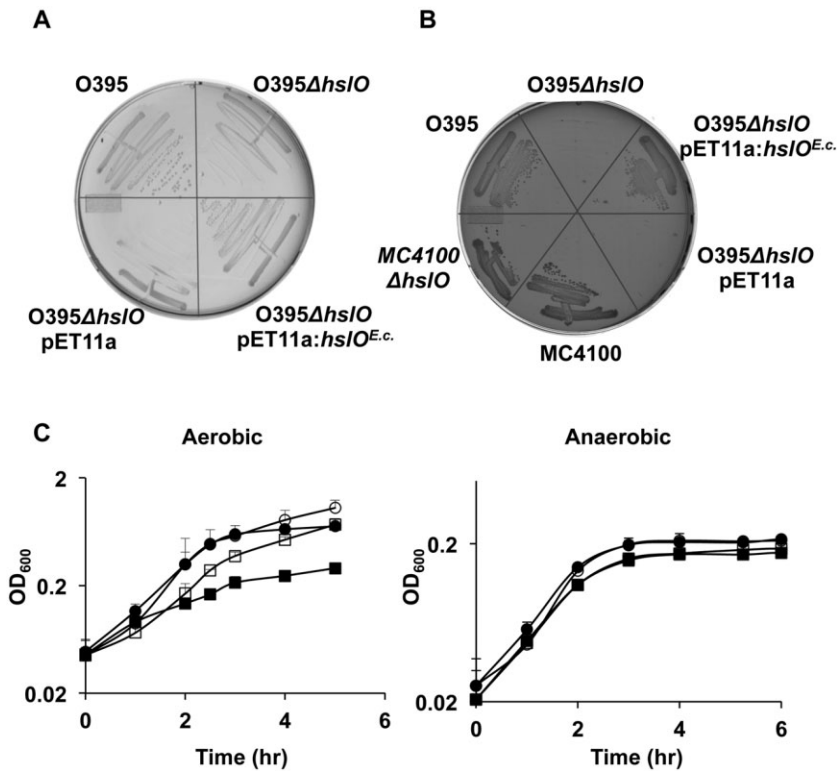 A
B
O395
O395ΔhslO
O395ΔhslO
pET11a
O395ΔhslO
pET11a:hslO^E.c.
O395ΔhslO
O395
O395ΔhslO
pET11a:hslO^E.c.
MC4100
ΔhslO
O395ΔhslO
pET11a
MC4100
C
Aerobic
Anaerobic
2
0.2
0.02
OD600
0
2
4
6
Time (hr)
0.2
0.02
OD600
0
2
4
6
Time (hr)